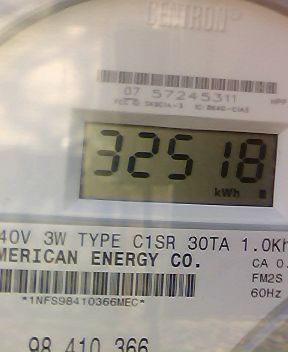 CENTRON®
07 57245311
32518
kWh
40V 3W TYPE C1SR 30TA 1.0Kh
MERICAN ENERGY CO.
CA 0.
FM2S
60Hz
*1NFS98410366MEC*
98 410 366